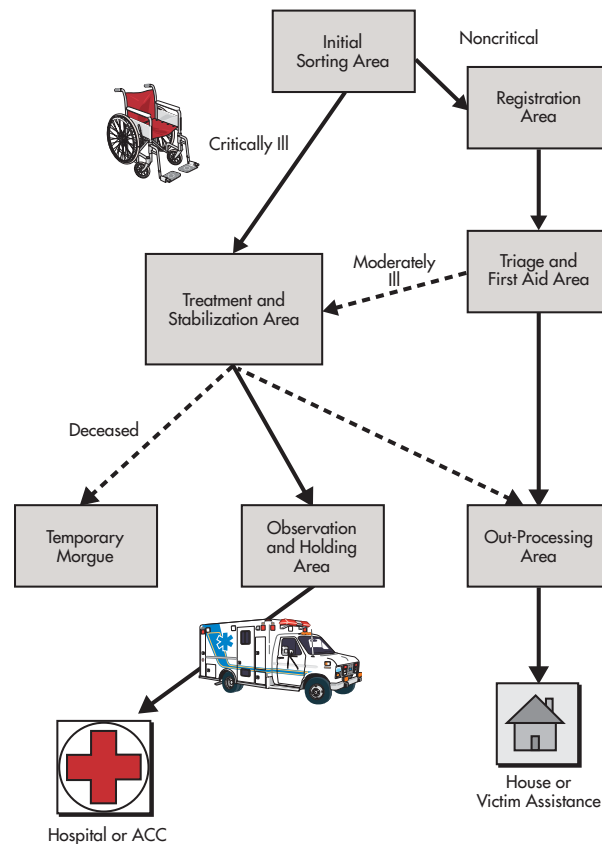 Initial
Sorting Area
Noncritical
Registration
Area
Critically Ill
Treatment and
Stabilization Area
Moderately
Ill
Triage and
First Aid Area
Deceased
Temporary
Morgue
Observation
and Holding
Area
Out-Processing
Area
Hospital or ACC
House or
Victim Assistance